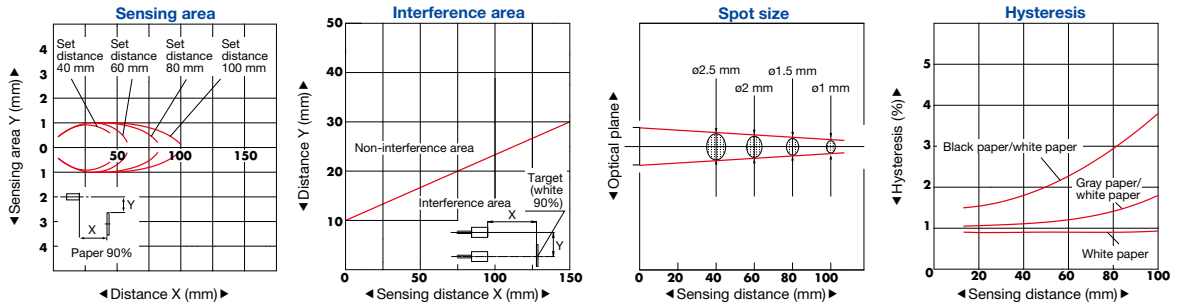 Sensing area
◄Sensing area Y (mm)►
4
3
2
1
0
1
2
3
4
Set
distance
40 mm
Set
distance
60 mm
Set
distance
80 mm
Set
distance
100 mm
50
100
150
X
Y
Paper 90%
◄Distance X (mm)►
Interference area
◄Distance Y (mm)►
50
40
30
20
10
0
50
100
150
Non-interference area
Interference area
Target
(white
90%)
X
Y
◄Sensing distance X (mm)►
Spot size
◄Optical plane►
ø2.5 mm
ø2 mm
ø1.5 mm
ø1 mm
0
20
40
60
80
100
◄Sensing distance (mm)►
Hysteresis
◄Hysteresis (%)►
5
4
3
2
1
0
20
40
60
80
100
Black paper/white paper
Gray paper/
white paper
White paper
◄Sensing distance (mm)►